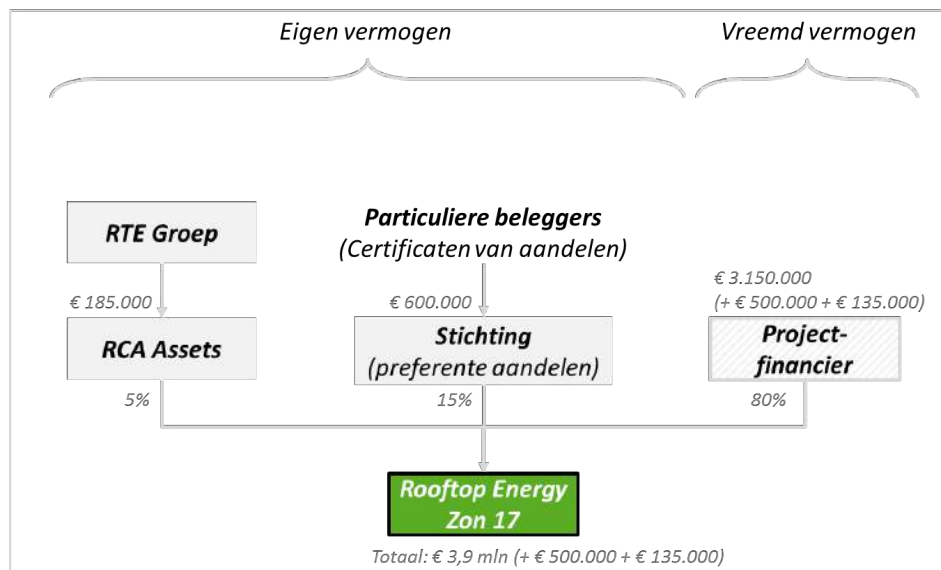 Eigen vermogen
Vreemd vermogen
RTE Groep
Particuliere beleggers
(Certificaten van aandelen)
€ 185.000
€ 600.000
€ 3.150.000
(+ € 500.000 + € 135.000)
RCA Assets
Stichting
(preferente aandelen)
Project-
financier
5%
15%
80%
Rooftop Energy
Zon 17
Totaal: € 3,9 mln (+ € 500.000 + € 135.000)